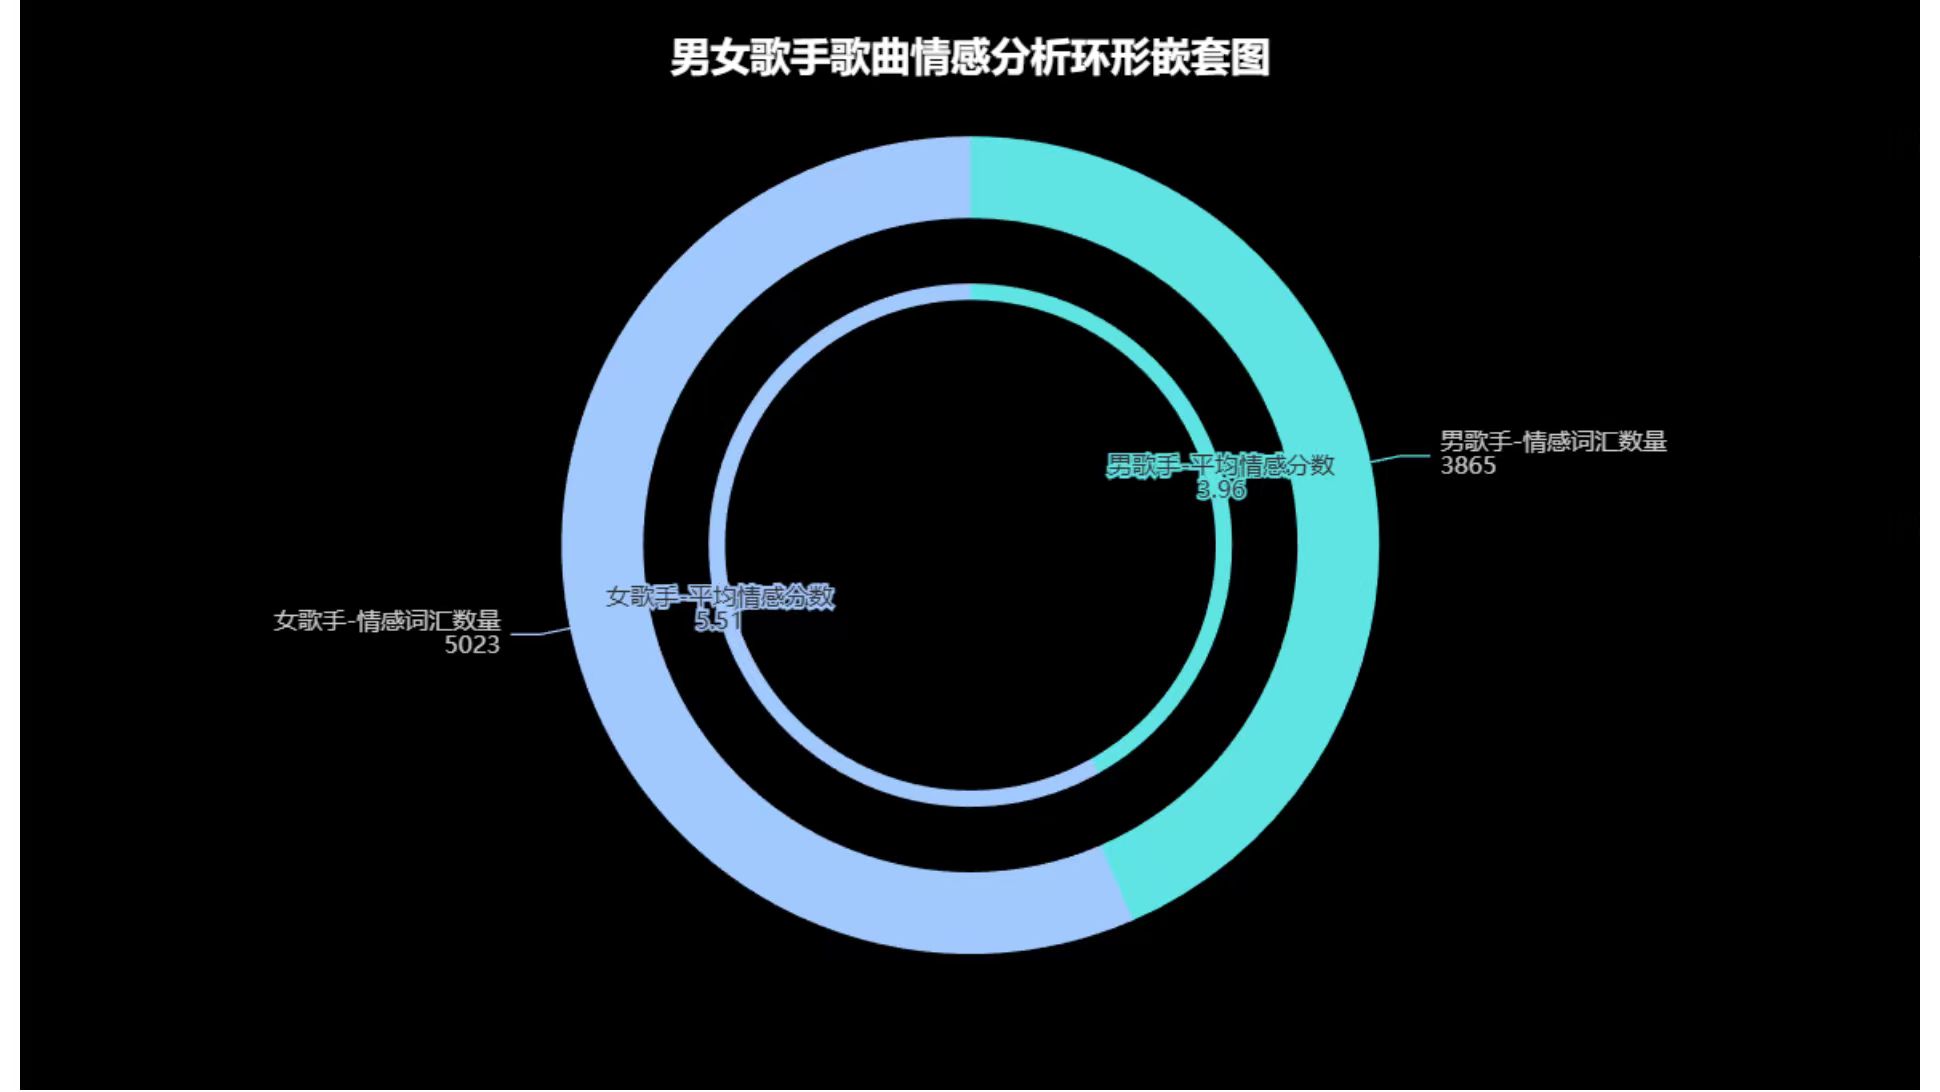 男女歌手歌曲情感分析环形嵌套图
男歌手-情感词汇数量
3865
男歌手-平均情感分数
3.96
女歌手-平均情感分数
5.51
女歌手-情感词汇数量
5023